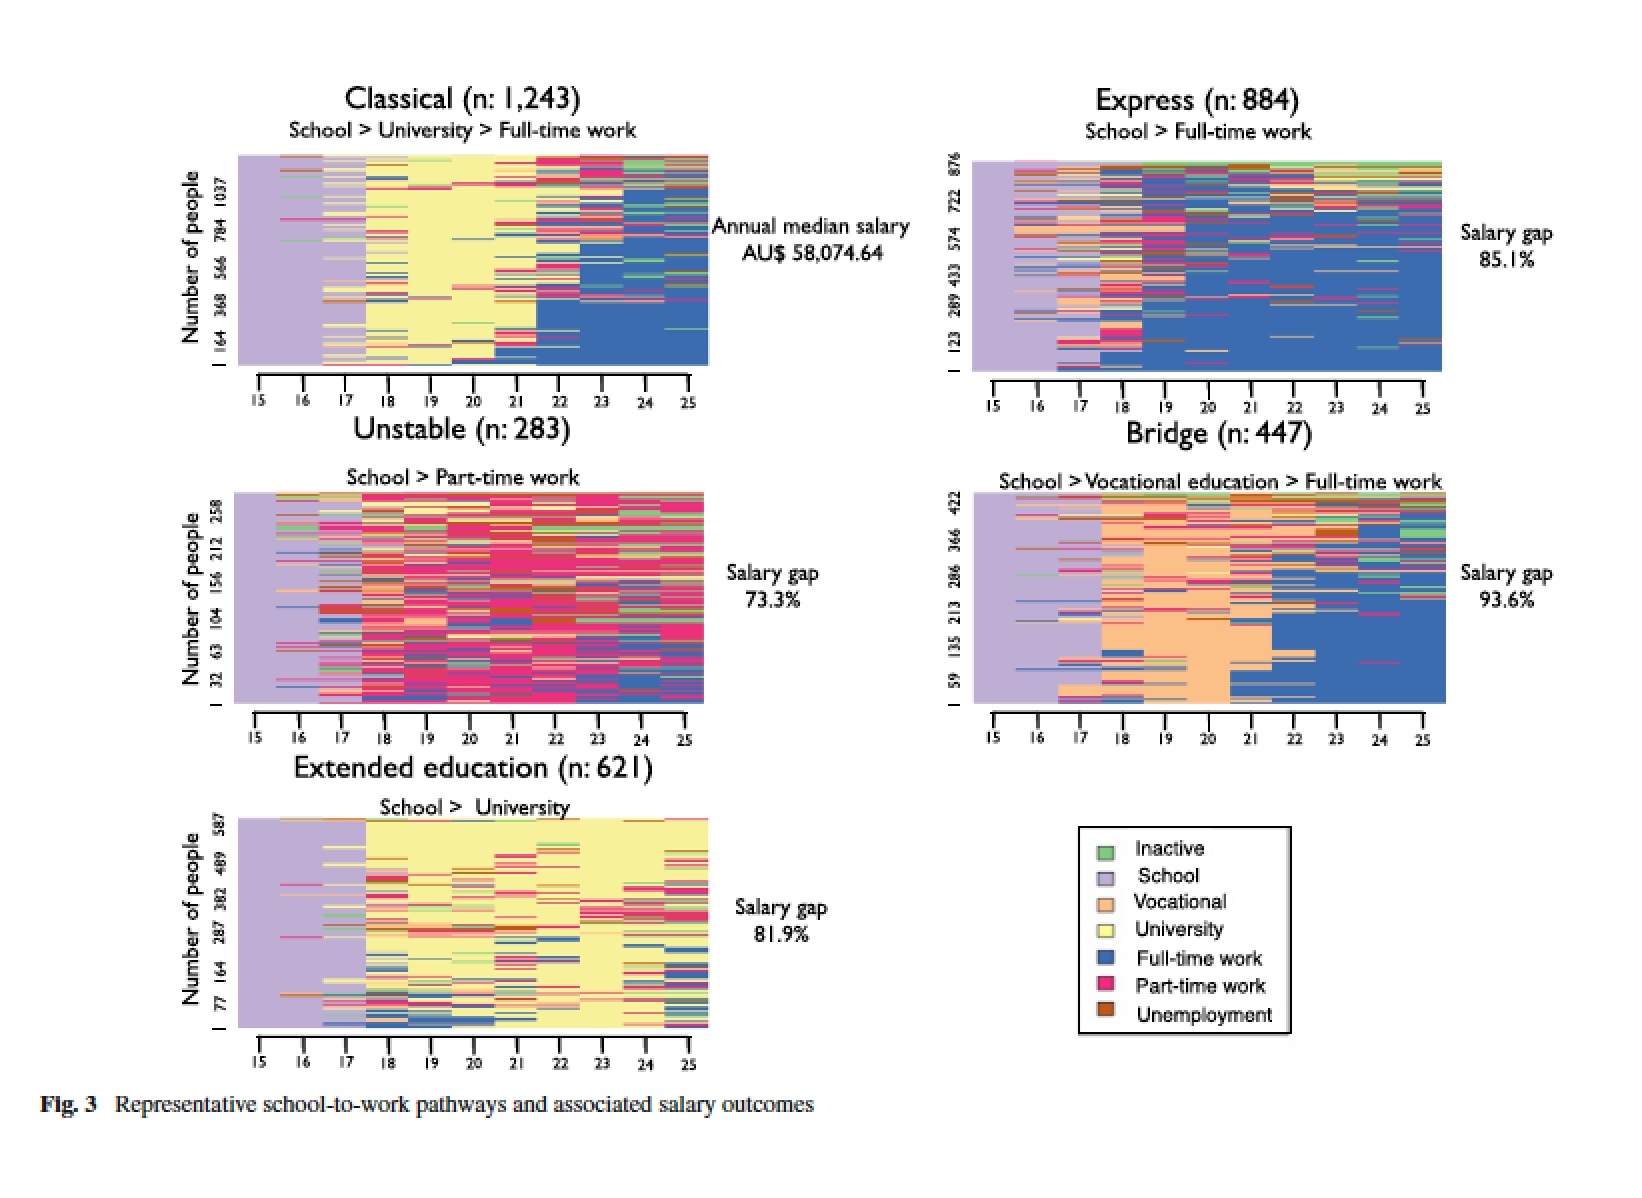 Classical (n: 1,243)
School > University > Full-time work
Number of people
1 164 368 566 784 1037
15 16 17 18 19 20 21 22 23 24 25
Annual median salary
AU$ 58,074.64
Express (n: 884)
School > Full-time work
1 123 289 433 574 722 876
15 16 17 18 19 20 21 22 23 24 25
Salary gap
85.1%
Unstable (n: 283)
School > Part-time work
Number of people
1 32 63 104 156 212 258
15 16 17 18 19 20 21 22 23 24 25
Salary gap
73.3%
Bridge (n: 447)
School > Vocational education > Full-time work
1 59 135 213 286 366 422
15 16 17 18 19 20 21 22 23 24 25
Salary gap
93.6%
Extended education (n: 621)
School > University
Number of people
1 77 164 287 382 489 587
15 16 17 18 19 20 21 22 23 24 25
Salary gap
81.9%
Inactive
School
Vocational
University
Full-time work
Part-time work
Unemployment
Fig. 3 Representative school-to-work pathways and associated salary outcomes